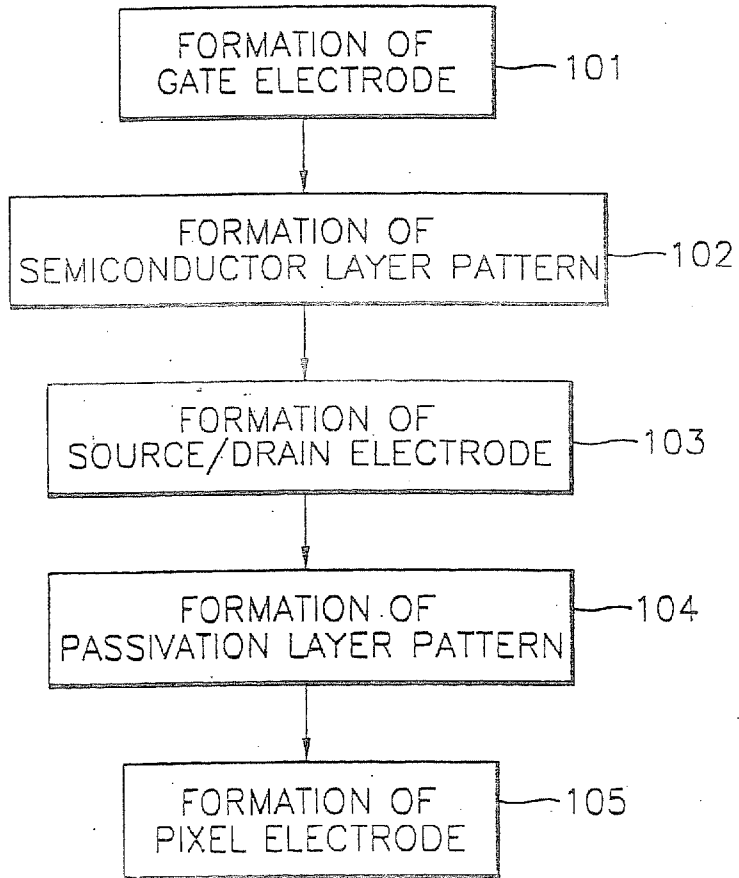 FORMATION OF
GATE ELECTRODE
101
FORMATION OF
SEMICONDUCTOR LAYER PATTERN
102
FORMATION OF
SOURCE/DRAIN ELECTRODE
103
FORMATION OF
PASSIVATION LAYER PATTERN
104
FORMATION OF
PIXEL ELECTRODE
105